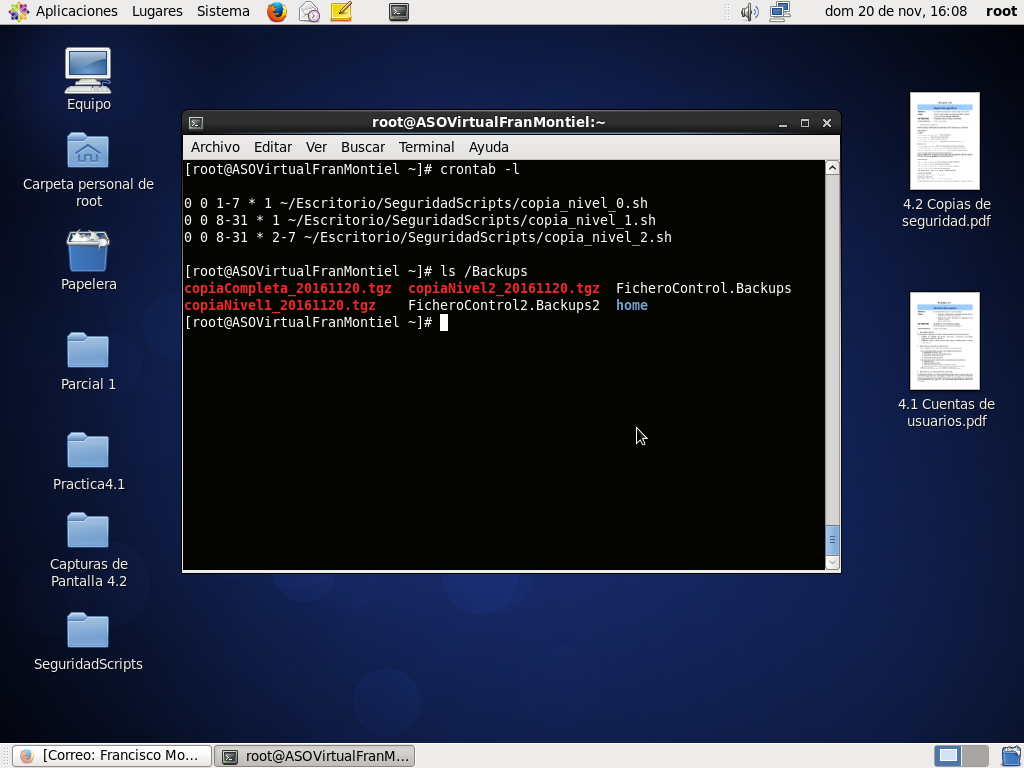 Aplicaciones Lugares Sistema dom 20 de nov, 16:08 root
Equipo
Carpeta personal de
root
Papelera
Parcial 1
Practica4.1
Capturas de
Pantalla 4.2
SeguridadScripts
root@ASOVirtualFranMontiel:~
Archivo Editar Ver Buscar Terminal Ayuda
[root@ASOVirtualFranMontiel ~]# crontab -l
0 0 1-7 * 1 ~/Escritorio/SeguridadScripts/copia_nivel_0.sh
0 0 8-31 * 1 ~/Escritorio/SeguridadScripts/copia_nivel_1.sh
0 0 8-31 * 2-7 ~/Escritorio/SeguridadScripts/copia_nivel_2.sh
[root@ASOVirtualFranMontiel ~]# ls /Backups
copiaCompleta_20161120.tgz copiaNivel2_20161120.tgz FicheroControl.Backups
copiaNivel1_20161120.tgz FicheroControl2.Backups2 home
[root@ASOVirtualFranMontiel ~]#
4.2 Copias de
seguridad.pdf
4.1 Cuentas de
usuarios.pdf
[Correo: Francisco Mo... root@ASOVirtualFranM...